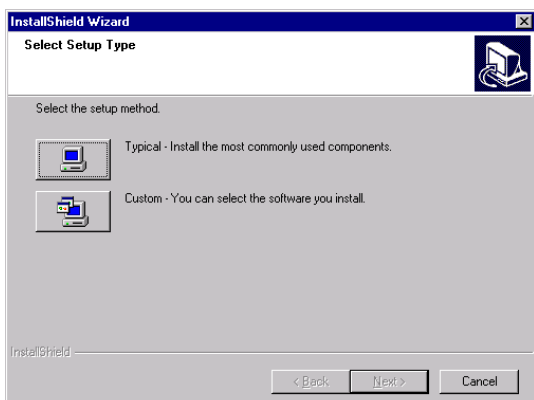 InstallShield Wizard
Select Setup Type
Select the setup method.
Typical - Install the most commonly used components.
Custom - You can select the software you install.
InstallShield
< Back
Next >
Cancel